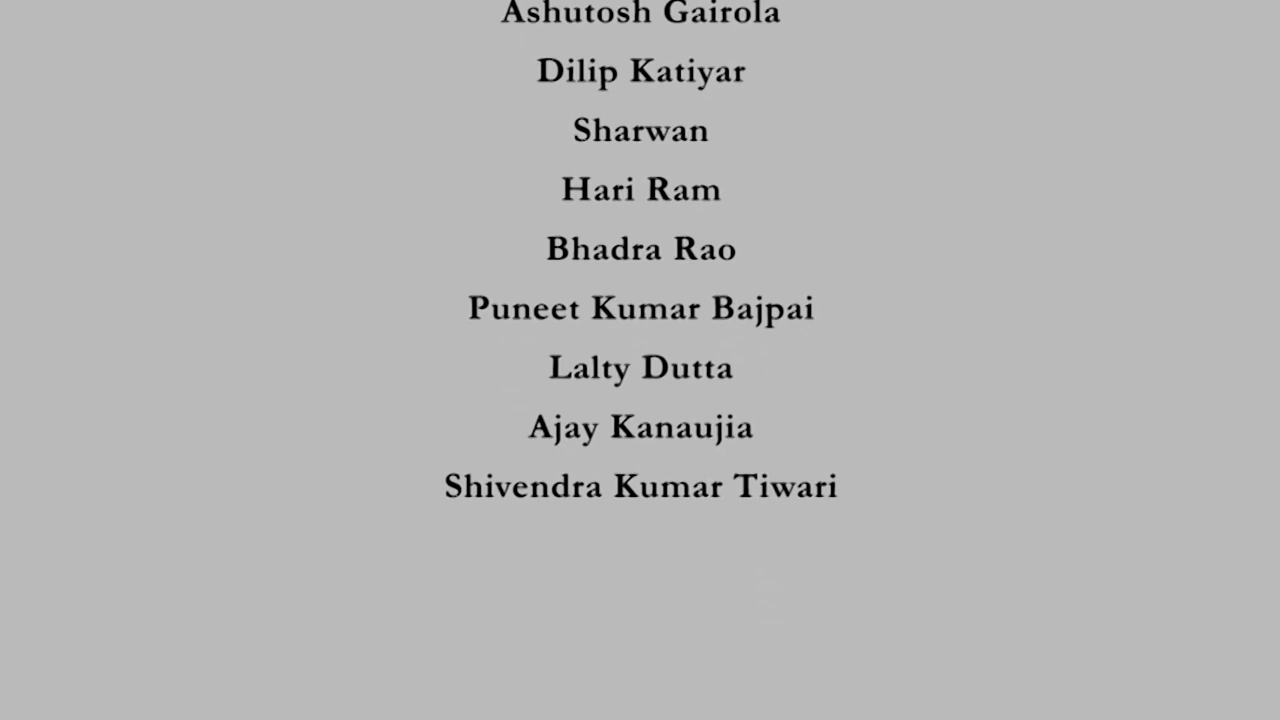 Ashutosh Gairola
Dilip Katiyar
Sharwan
Hari Ram
Bhadra Rao
Puneet Kumar Bajpai
Lalty Dutta
Ajay Kanaujia
Shivendra Kumar Tiwari